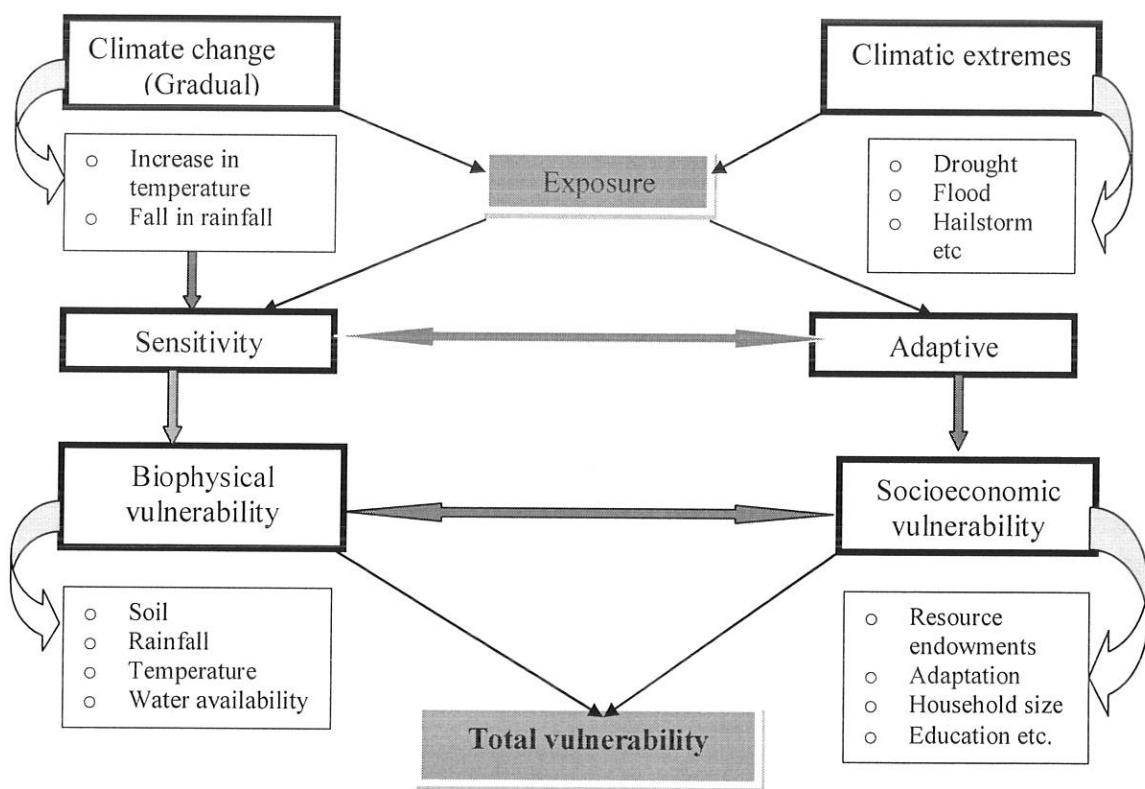 Climate change
(Gradual)
Climatic extremes
○ Increase in
temperature
○ Fall in rainfall
Exposure
○ Drought
○ Flood
○ Hailstorm
etc
Sensitivity
Adaptive
Biophysical
vulnerability
Socioeconomic
vulnerability
○ Soil
○ Rainfall
○ Temperature
○ Water availability
○ Resource
endowments
○ Adaptation
○ Household size
○ Education etc.
Total vulnerability